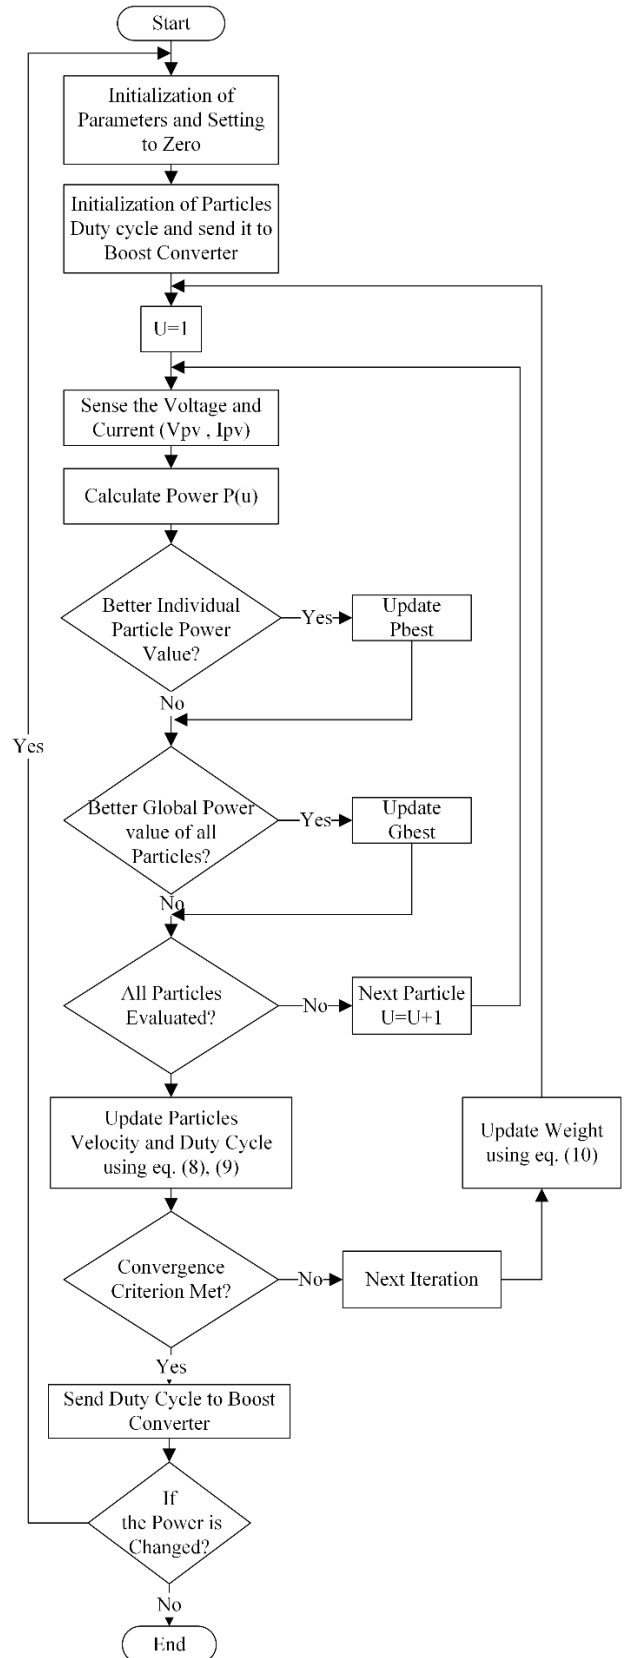 Start
Initialization of
Parameters and Setting
to Zero
Initialization of Particles
Duty cycle and send it to
Boost Converter
U=1
Sense the Voltage and
Current (Vpv , Ipv)
Calculate Power P(u)
Better Individual
Particle Power
Value?
Yes
Update
Pbest
No
Yes
Better Global Power
value of all
Particles?
Yes
Update
Gbest
No
All Particles
Evaluated?
No
Next Particle
U=U+1
Update Particles
Velocity and Duty Cycle
using eq. (8), (9)
Update Weight
using eq. (10)
Convergence
Criterion Met?
No
Next Iteration
Yes
Send Duty Cycle to Boost
Converter
If
the Power is
Changed?
No
End